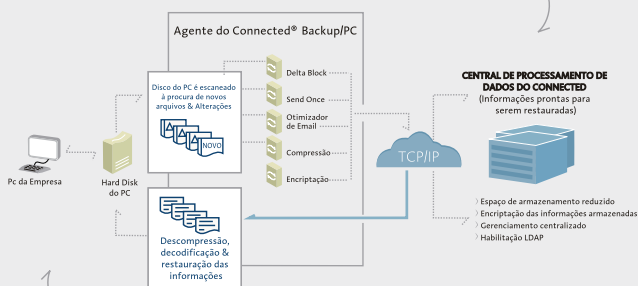 Agente do Connected® Backup/PC
Disco do PC é escaneado
à procura de novos
arquivos & Alterações
NOVO
Delta Block
Send Once
Otimizador
de Email
Compressão
Encriptação
Pc da Empresa
Hard Disk
do PC
Descompressão,
decodificação &
restauração das
informações
TCP/IP
CENTRAL DE PROCESSAMENTO DE
DADOS DO CONNECTED
(Informações prontas para
serem restauradas)
Espaço de armazenamento reduzido
Encriptação das informações armazenadas
Gerenciamento centralizado
Habilitação LDAP